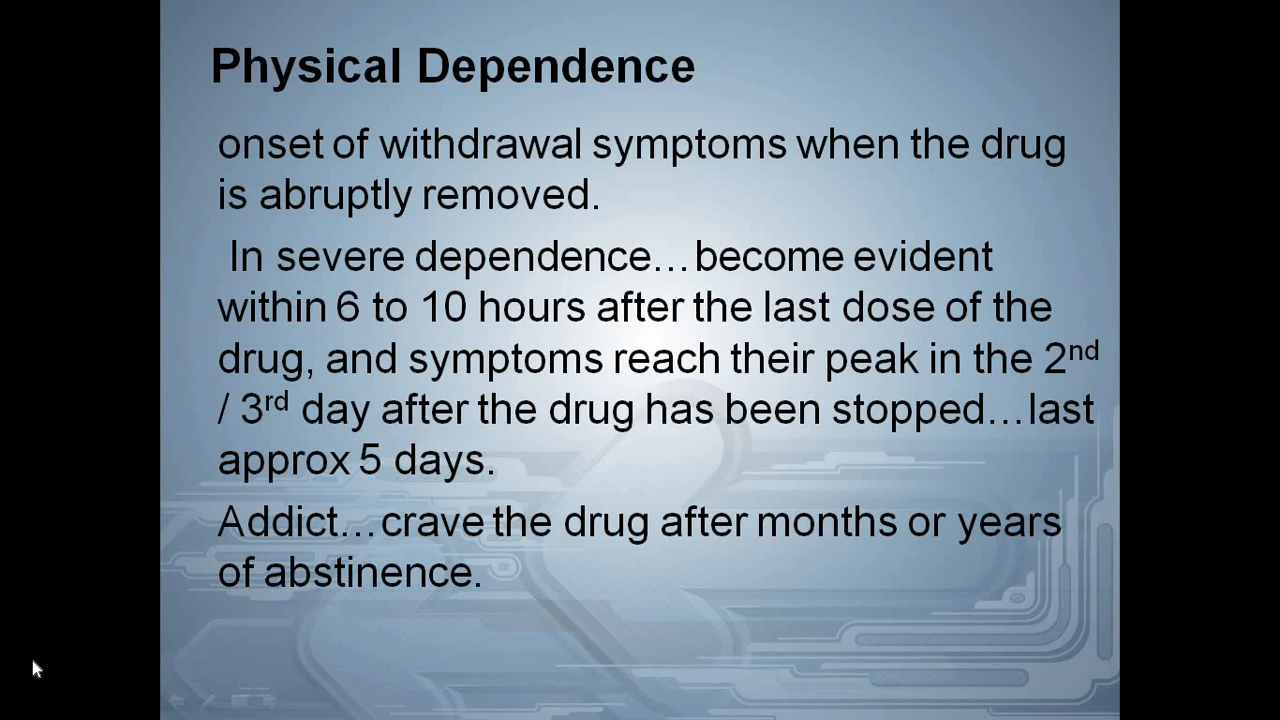 Physical Dependence
onset of withdrawal symptoms when the drug
is abruptly removed.
In severe dependence…become evident
within 6 to 10 hours after the last dose of the
drug, and symptoms reach their peak in the 2nd
/ 3rd day after the drug has been stopped…last
approx 5 days.
Addict…crave the drug after months or years
of abstinence.